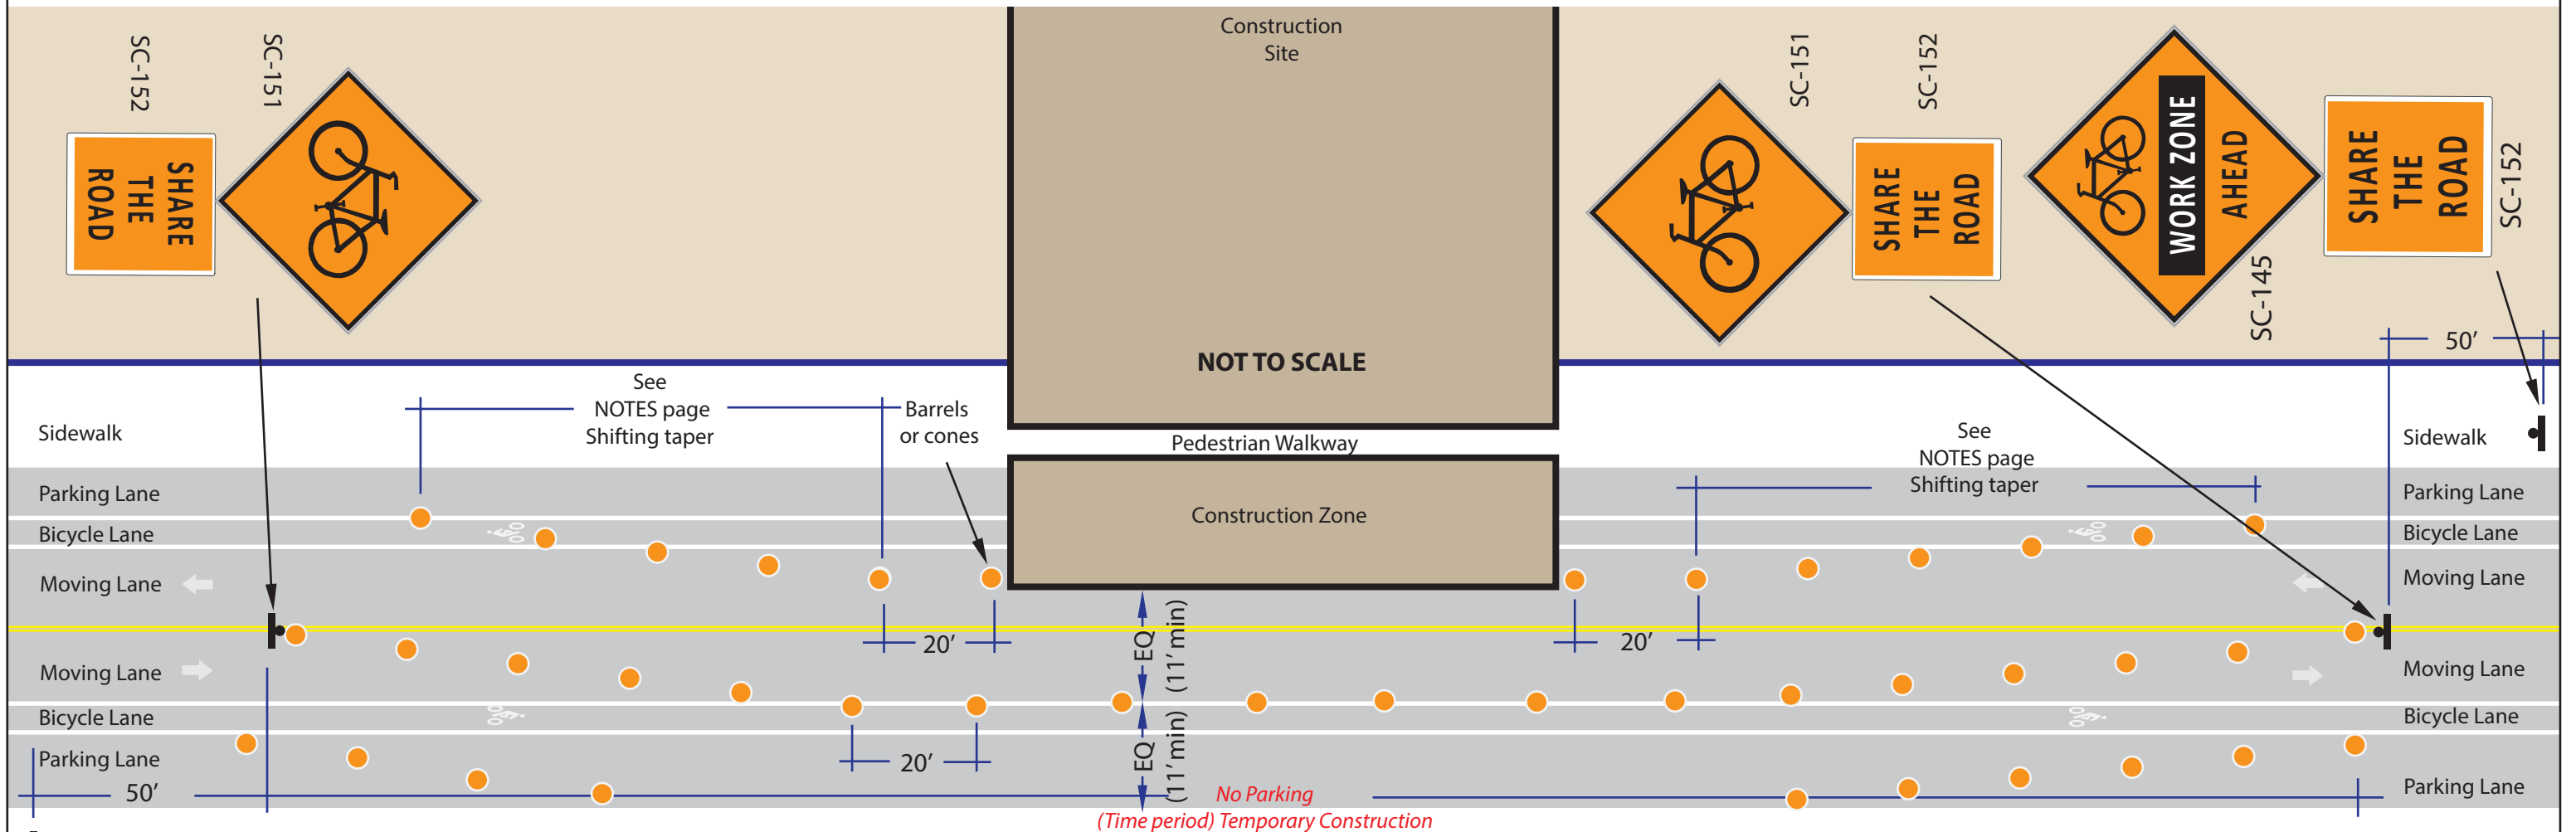 SC-152
SC-151
SHARE
THE
ROAD
Construction
Site
NOT TO SCALE
SC-151
SC-152
SHARE
THE
ROAD
WORK ZONE
AHEAD
SC-145
SHARE
THE
ROAD
SC-152
50’
See
NOTES page
Shifting taper
Barrels
or cones
Sidewalk
Pedestrian Walkway
See
NOTES page
Shifting taper
Sidewalk
Parking Lane
Bicycle Lane
Moving Lane
Construction Zone
Parking Lane
Bicycle Lane
Moving Lane
20’
EQ
(11’ min)
20’
Moving Lane
Bicycle Lane
Parking Lane
50’
20’
EQ
(11’ min)
Moving Lane
Bicycle Lane
Parking Lane
No Parking
(Time period) Temporary Construction